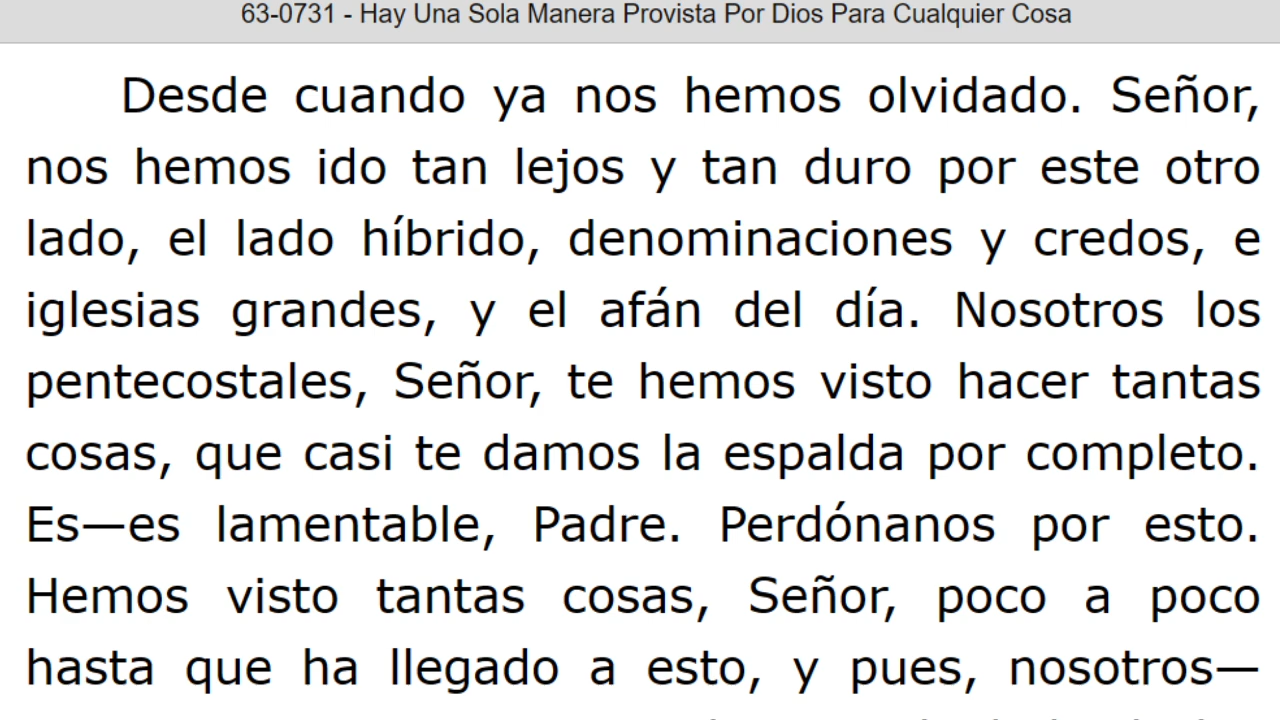 63-0731 - Hay Una Sola Manera Provista Por Dios Para Cualquier Cosa
Desde cuando ya nos hemos olvidado. Señor,
nos hemos ido tan lejos y tan duro por este otro
lado, el lado híbrido, denominaciones y credos, e
iglesias grandes, y el afán del día. Nosotros los
pentecostales, Señor, te hemos visto hacer tantas
cosas, que casi te damos la espalda por completo.
Es—es lamentable, Padre. Perdónanos por esto.
Hemos visto tantas cosas, Señor, poco a poco
hasta que ha llegado a esto, y pues, nosotros—